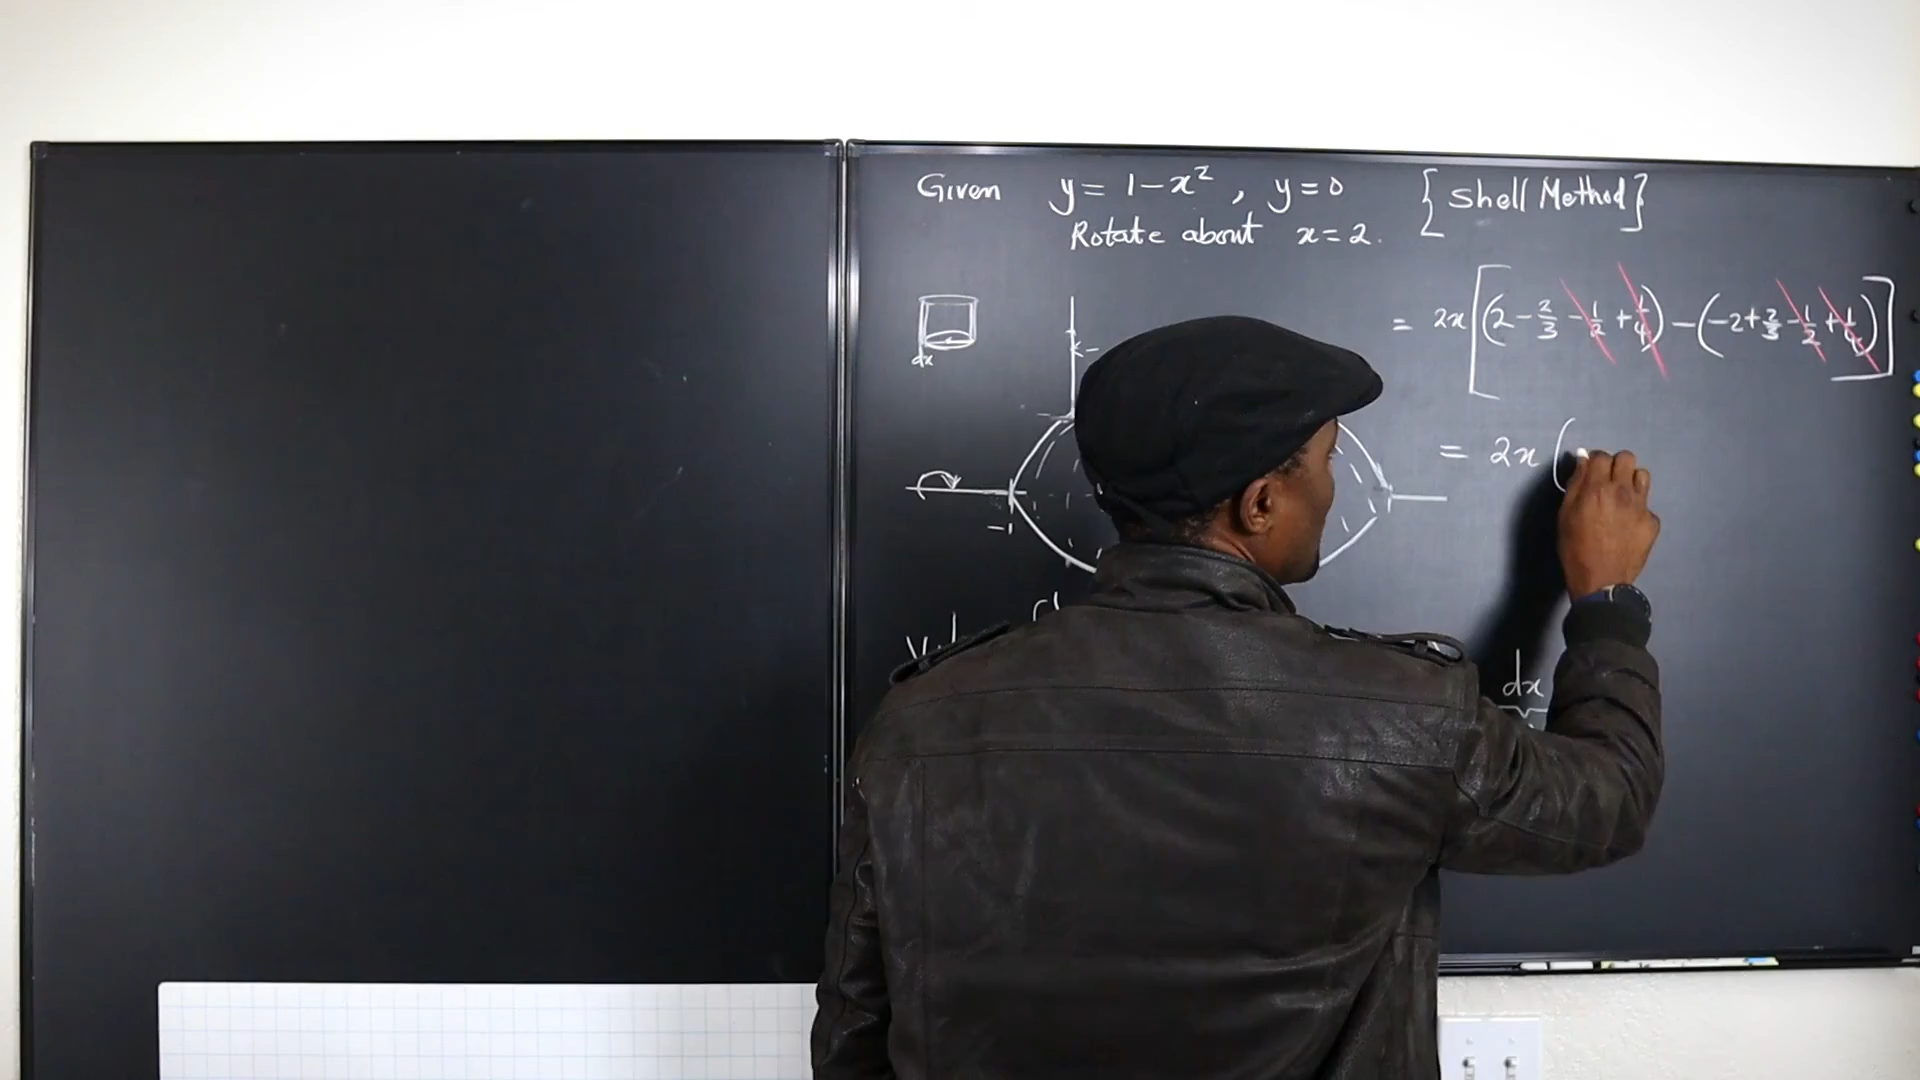 Given y = 1 - x², y = 0 [Shell Method]
Rotate about x = 2.
dx
= 2π[(2 - 2/3 - 1/2 + 1/4) - (-2 + 2/3 - 1/2 + 1/4)]
= 2π(
-1
dx